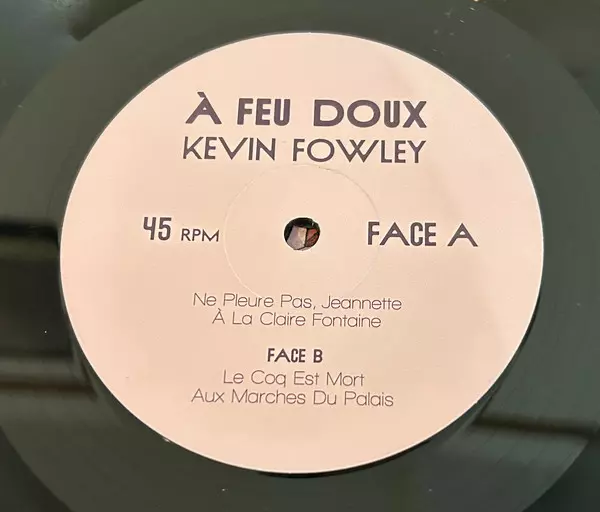 À FEU DOUX
KEVIN FOWLEY
45 RPM FACE A
Ne Pleure Pas, Jeannette
À La Claire Fontaine
FACE B
Le Coq Est Mort
Aux Marches Du Palais